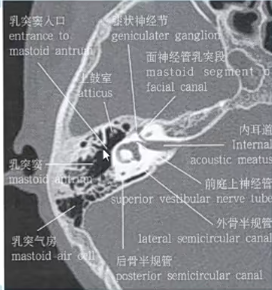 乳突窦入口
entrance to
mastoid antrum
膝状神经节
geniculater ganglion
面神经管乳突段
mastoid segment
facial canal
上鼓室
atticus
内耳道
Internal
acoustic meatus
乳突窦
mastoid antrum
前庭上神经管
superior vestibular nerve tube
外骨半规管
lateral semicircular canal
乳突气房
mastoid air cell
后骨半规管
posterior semicircular canal